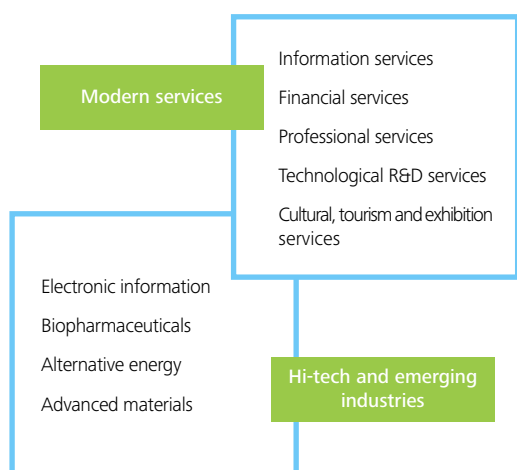 Modern services
Information services
Financial services
Professional services
Technological R&D services
Cultural, tourism and exhibition
services
Electronic information
Biopharmaceuticals
Alternative energy
Advanced materials
Hi-tech and emerging
industries